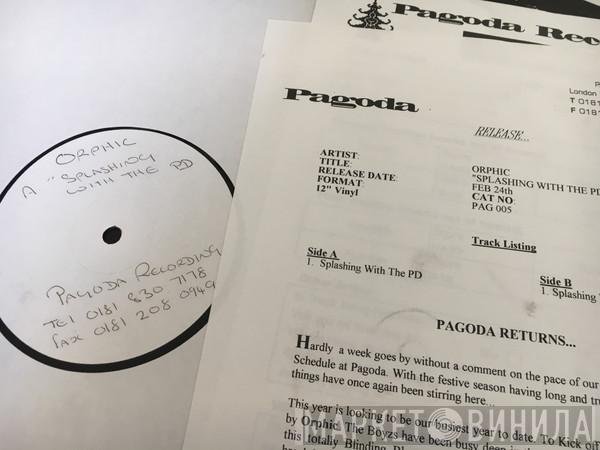 ORPHIC
A "SPLASHING
WITH THE PD
PAGODA RECORDING
TEL 0181 830 7178
FAX 0181 208 0949
Pagoda Rec
London
T 0181
F 0181
Pagoda
RELEASE...
ARTIST: ORPHIC
TITLE: "SPLASHING WITH THE PD
RELEASE DATE: FEB 24th
FORMAT: CAT NO:
12" Vinyl PAG 005
Track Listing
Side A
1. Splashing With The PD
Side B
1. Splashing
PAGODA RETURNS...
Hardly a week goes by without a comment on the pace of our
Schedule at Pagoda. With the festive season having long and
things have once again been stirring here...
This year is looking to be our busiest year to date. To Kick off
by Orphic. The Boyzs have been busy deep in
this totally Blinding
МАРКЕТ ВИНИЛА